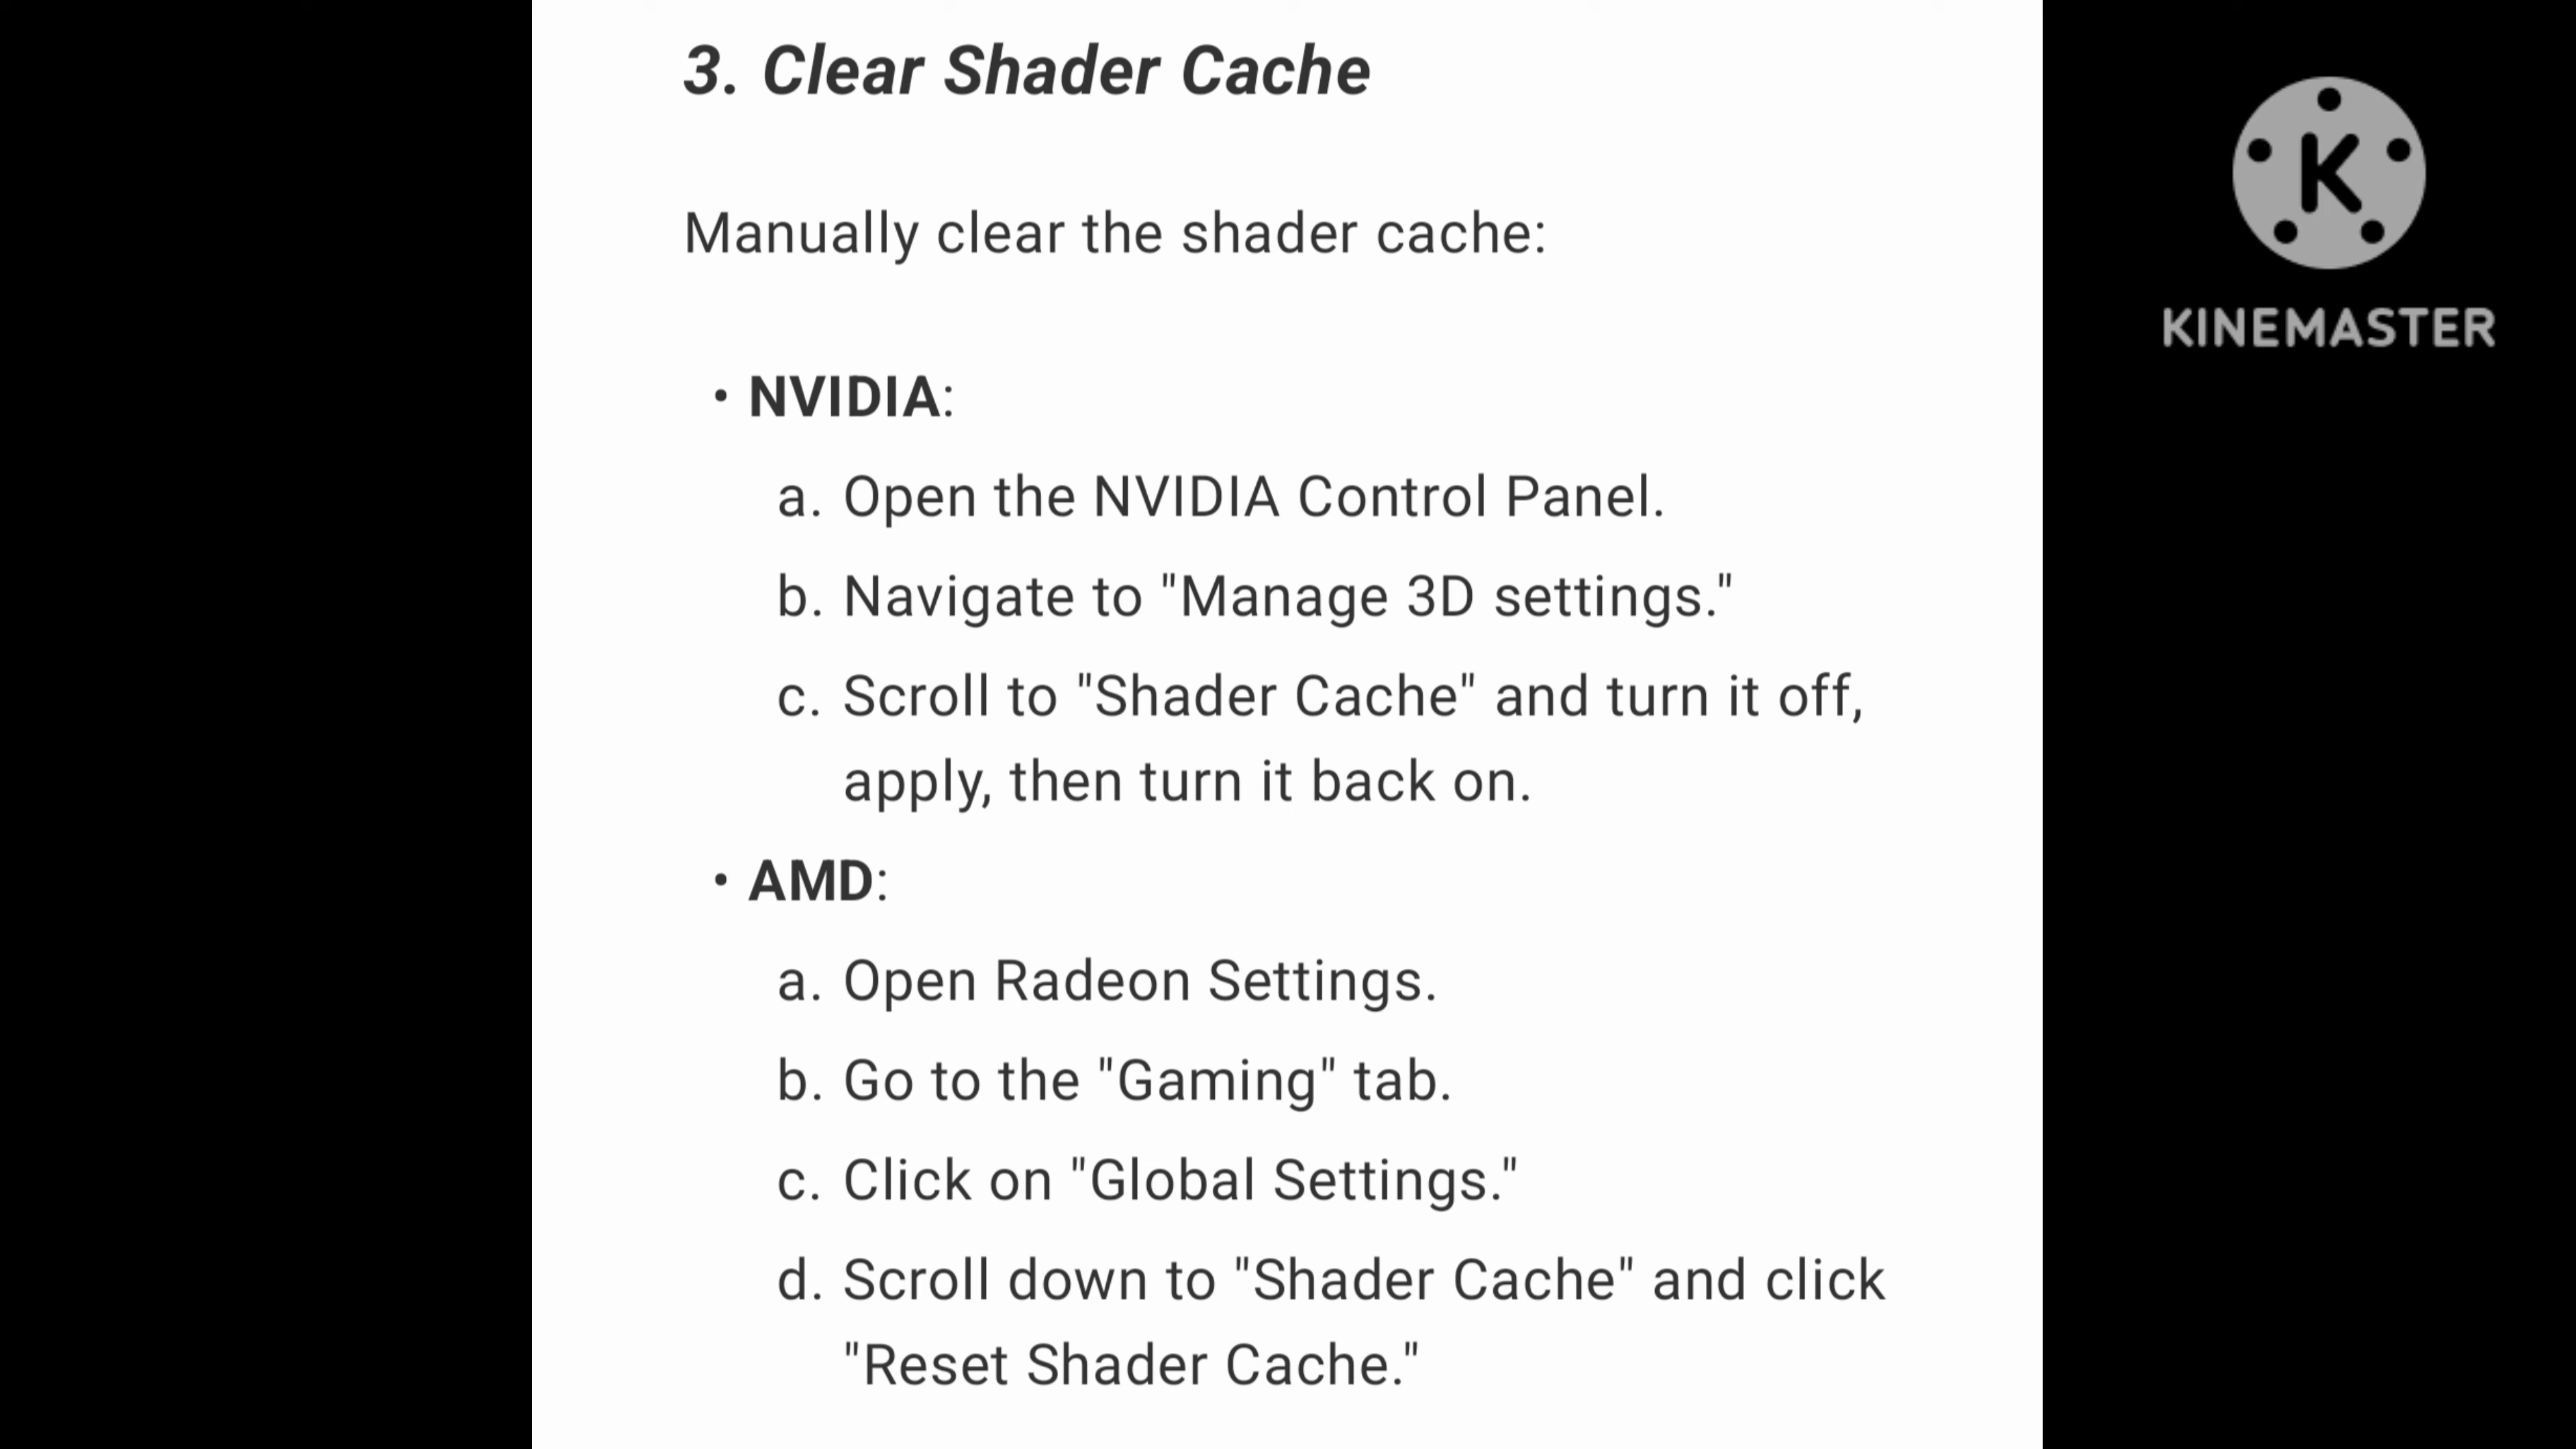 3. Clear Shader Cache
K
KINEMASTER
Manually clear the shader cache:
• NVIDIA:
a. Open the NVIDIA Control Panel.
b. Navigate to "Manage 3D settings."
c. Scroll to "Shader Cache" and turn it off,
apply, then turn it back on.
• AMD:
a. Open Radeon Settings.
b. Go to the "Gaming" tab.
c. Click on "Global Settings."
d. Scroll down to "Shader Cache" and click
"Reset Shader Cache."